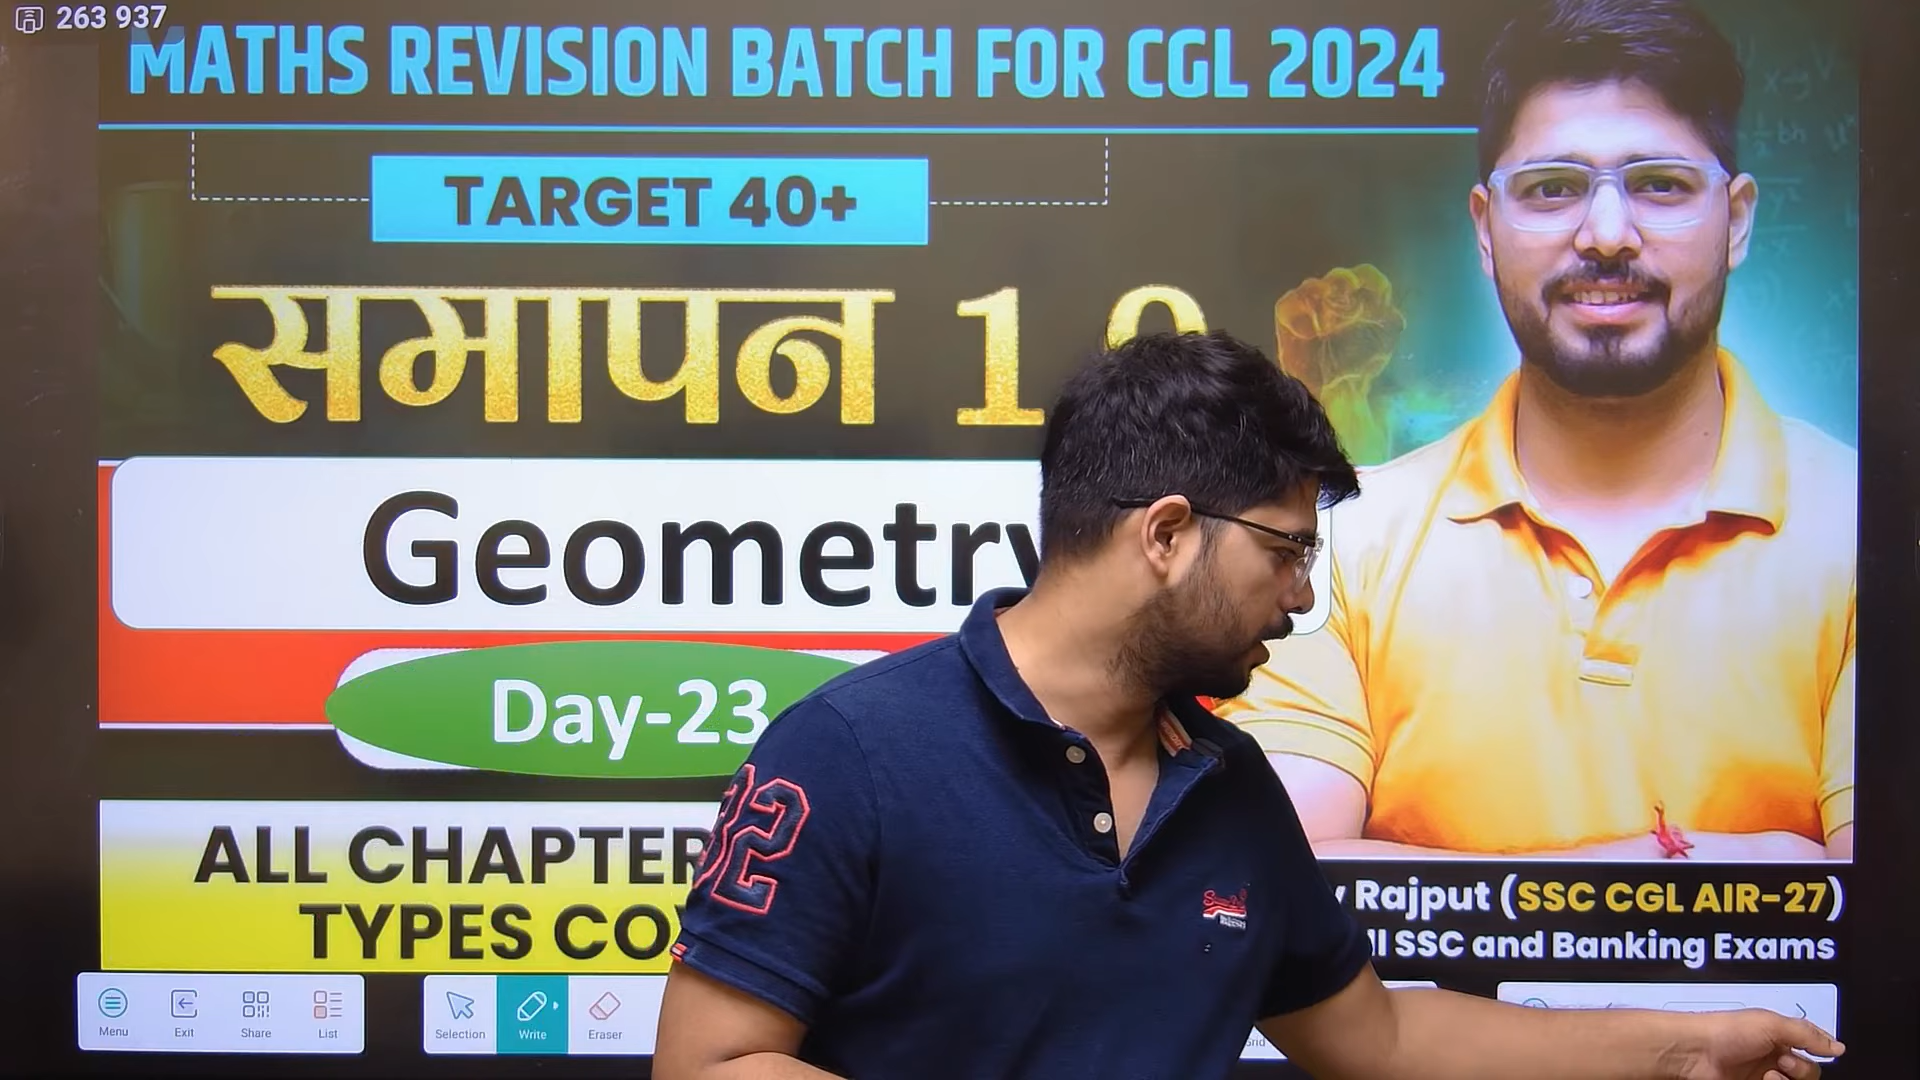 263 937
MATHS REVISION BATCH FOR CGL 2024
TARGET 40+
समापन 1.0
Geometry
Day-23
ALL CHAPTER
TYPES CO
Rajput (SSC CGL AIR-27)
SSC and Banking Exams
Menu
Exit
Share
List
Selection
Write
Eraser
32